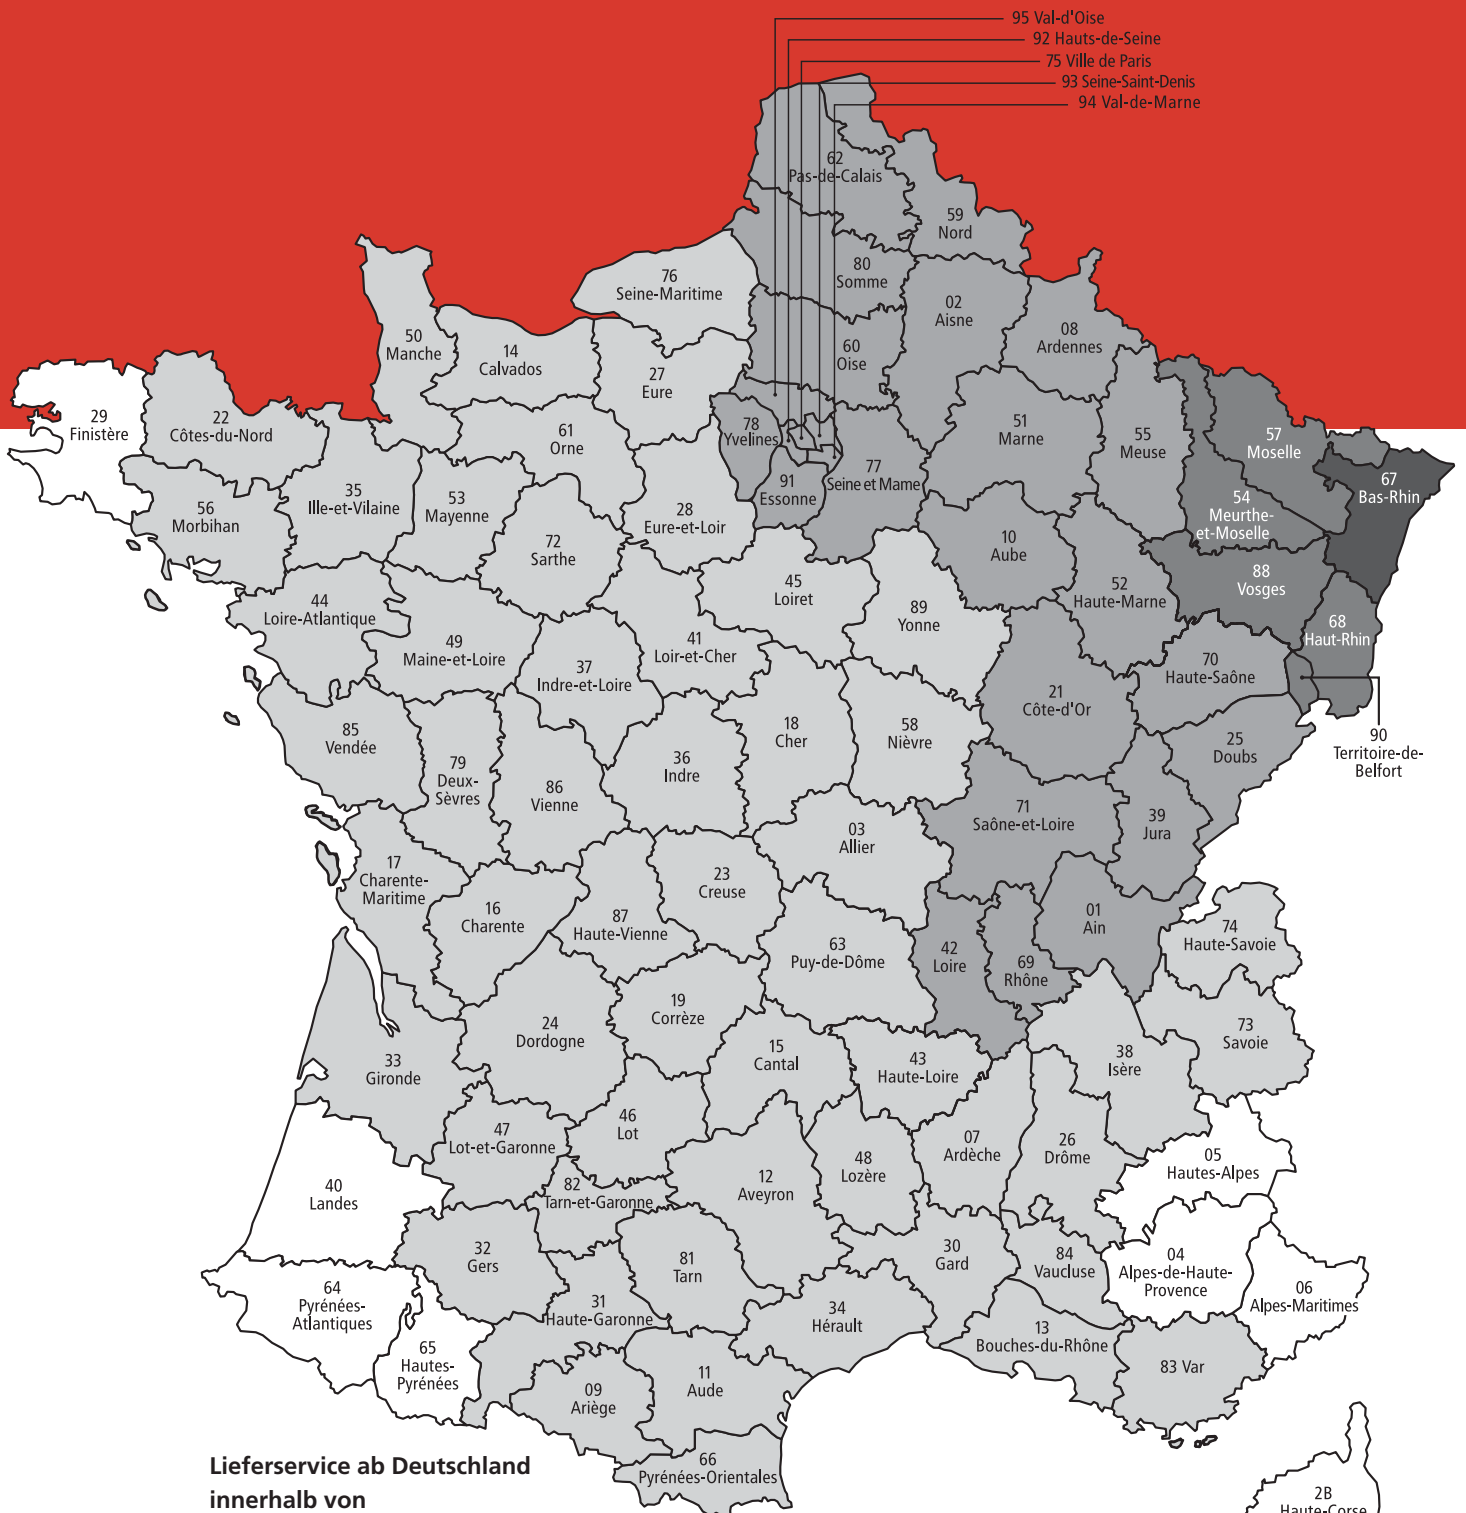 95 Val-d'Oise
92 Hauts-de-Seine
75 Ville de Paris
93 Seine-Saint-Denis
94 Val-de-Marne
62
Pas-de-Calais
59
Nord
80
Somme
76
Seine-Maritime
02
Aisne
08
Ardennes
60
Oise
50
Manche
14
Calvados
27
Eure
29
Finistère
22
Côtes-du-Nord
61
Orne
78
Yvelines
51
Marne
55
Meuse
57
Moselle
67
Bas-Rhin
77
Seine et Mame
91
Essonne
35
Ille-et-Vilaine
53
Mayenne
56
Morbihan
28
Eure-et-Loir
54
Meurthe-
et-Moselle
10
Aube
72
Sarthe
88
Vosges
45
Loiret
52
Haute-Marne
44
Loire-Atlantique
89
Yonne
68
Haut-Rhin
49
Maine-et-Loire
41
Loir-et-Cher
37
Indre-et-Loire
70
Haute-Saône
21
Côte-d'Or
18
Cher
58
Nièvre
85
Vendée
25
Doubs
90
Territoire-de-
Belfort
79
Deux-
Sèvres
36
Indre
86
Vienne
71
Saône-et-Loire
39
Jura
03
Allier
17
Charente-
Maritime
23
Creuse
16
Charente
87
Haute-Vienne
01
Ain
74
Haute-Savoie
63
Puy-de-Dôme
42
Loire
69
Rhône
19
Corrèze
24
Dordogne
73
Savoie
33
Gironde
15
Cantal
43
Haute-Loire
38
Isère
46
Lot
47
Lot-et-Garonne
07
Ardèche
26
Drôme
05
Hautes-Alpes
48
Lozère
12
Aveyron
40
Landes
82
Tarn-et-Garonne
32
Gers
81
Tarn
30
Gard
84
Vaucluse
04
Alpes-de-Haute-
Provence
06
Alpes-Maritimes
64
Pyrénées-
Atlantiques
31
Haute-Garonne
34
Hérault
13
Bouches-du-Rhône
65
Hautes-
Pyrénées
11
Aude
83 Var
09
Ariège
66
Pyrénées-Orientales
Lieferservice ab Deutschland
innerhalb von
2B
Haute-Corse